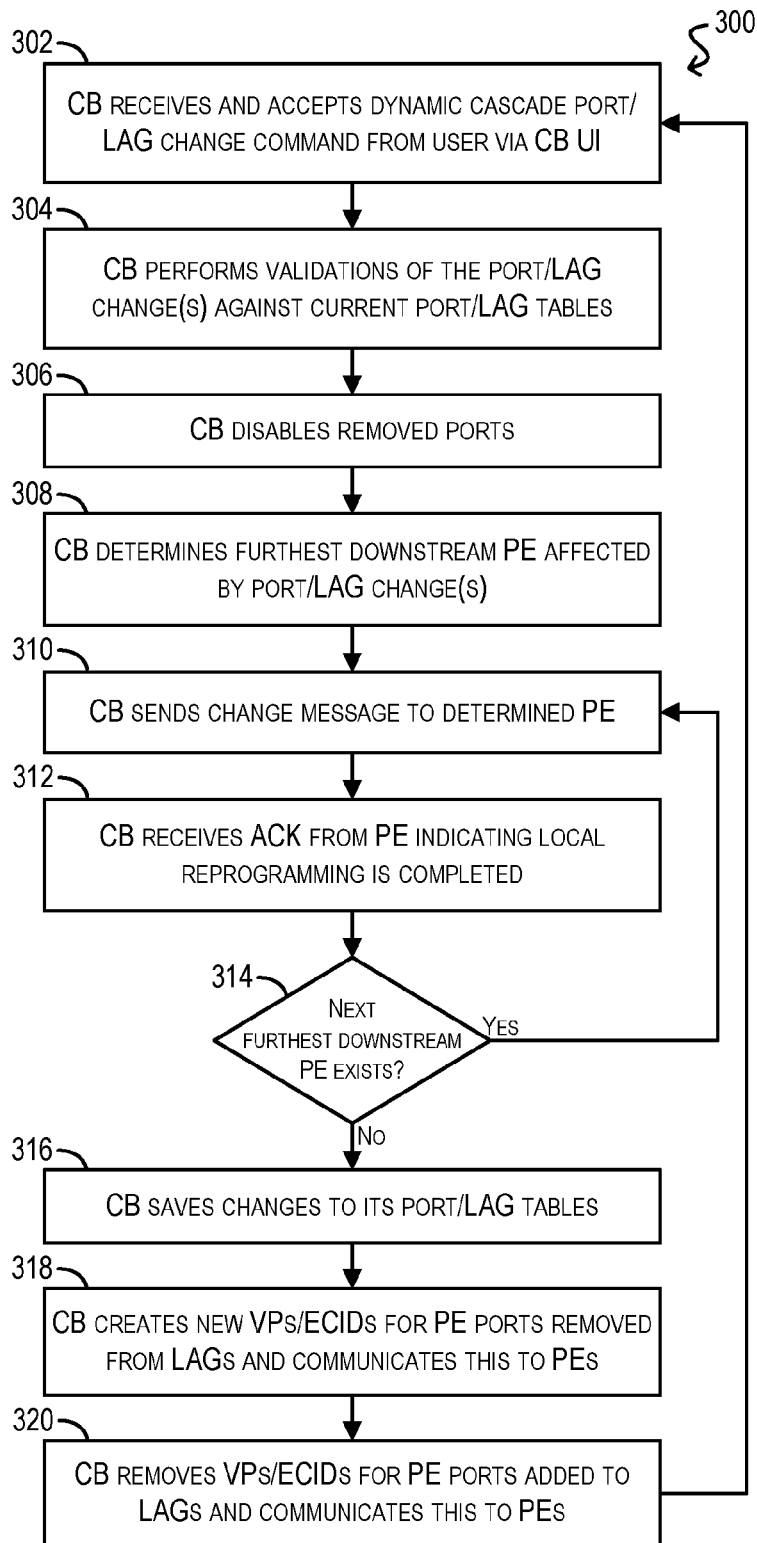 300
302
CB RECEIVES AND ACCEPTS DYNAMIC CASCADE PORT/
LAG CHANGE COMMAND FROM USER VIA CB UI
304
CB PERFORMS VALIDATIONS OF THE PORT/LAG
CHANGE(S) AGAINST CURRENT PORT/LAG TABLES
306
CB DISABLES REMOVED PORTS
308
CB DETERMINES FURTHEST DOWNSTREAM PE AFFECTED
BY PORT/LAG CHANGE(S)
310
CB SENDS CHANGE MESSAGE TO DETERMINED PE
312
CB RECEIVES ACK FROM PE INDICATING LOCAL
REPROGRAMMING IS COMPLETED
314
NEXT
FURTHEST DOWNSTREAM
PE EXISTS?
YES
NO
316
CB SAVES CHANGES TO ITS PORT/LAG TABLES
318
CB CREATES NEW VPS/ECIDS FOR PE PORTS REMOVED
FROM LAGS AND COMMUNICATES THIS TO PES
320
CB REMOVES VPS/ECIDS FOR PE PORTS ADDED TO
LAGS AND COMMUNICATES THIS TO PES